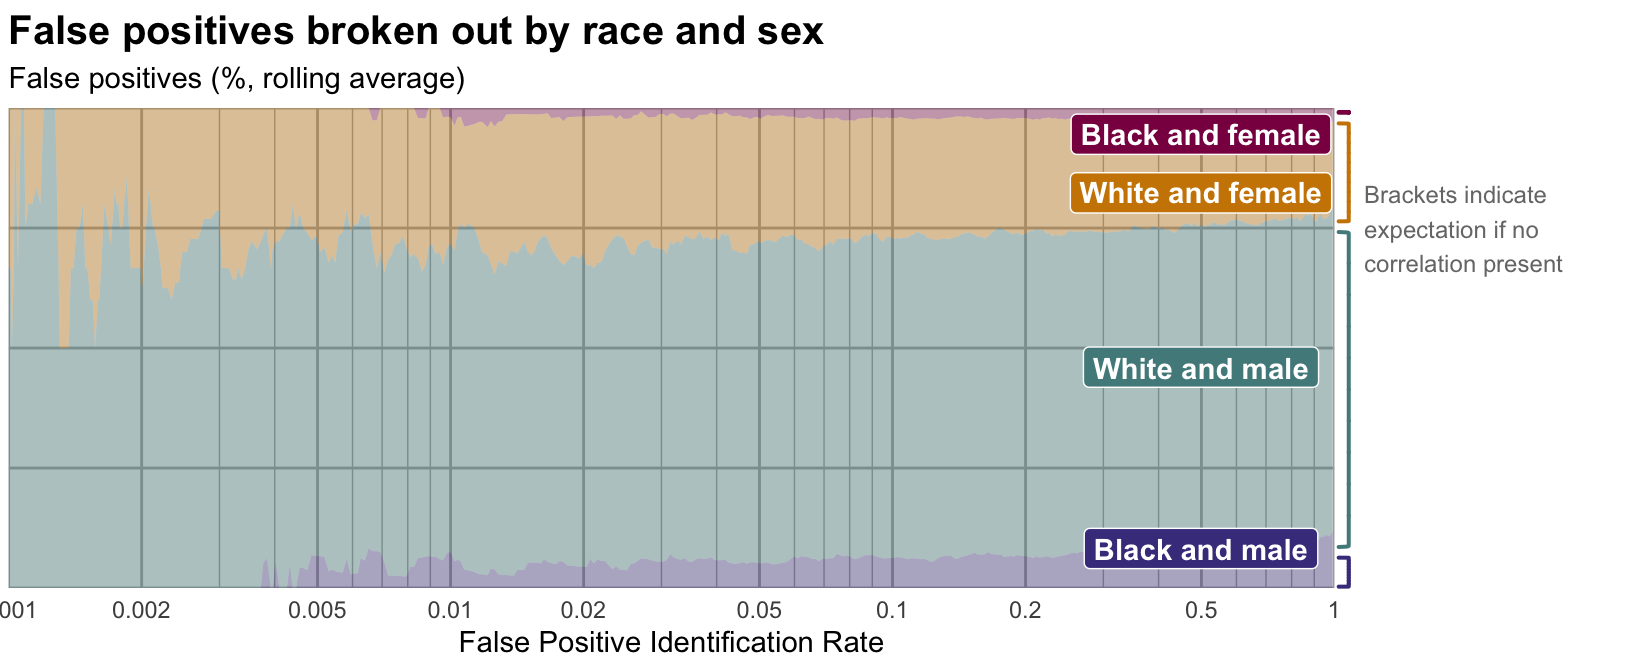 False positives broken out by race and sex
False positives (%, rolling average)
Black and female
White and female
Brackets indicate
expectation if no
correlation present
White and male
Black and male
001 0.002 0.005 0.01 0.02 0.05 0.1 0.2 0.5 1
False Positive Identification Rate